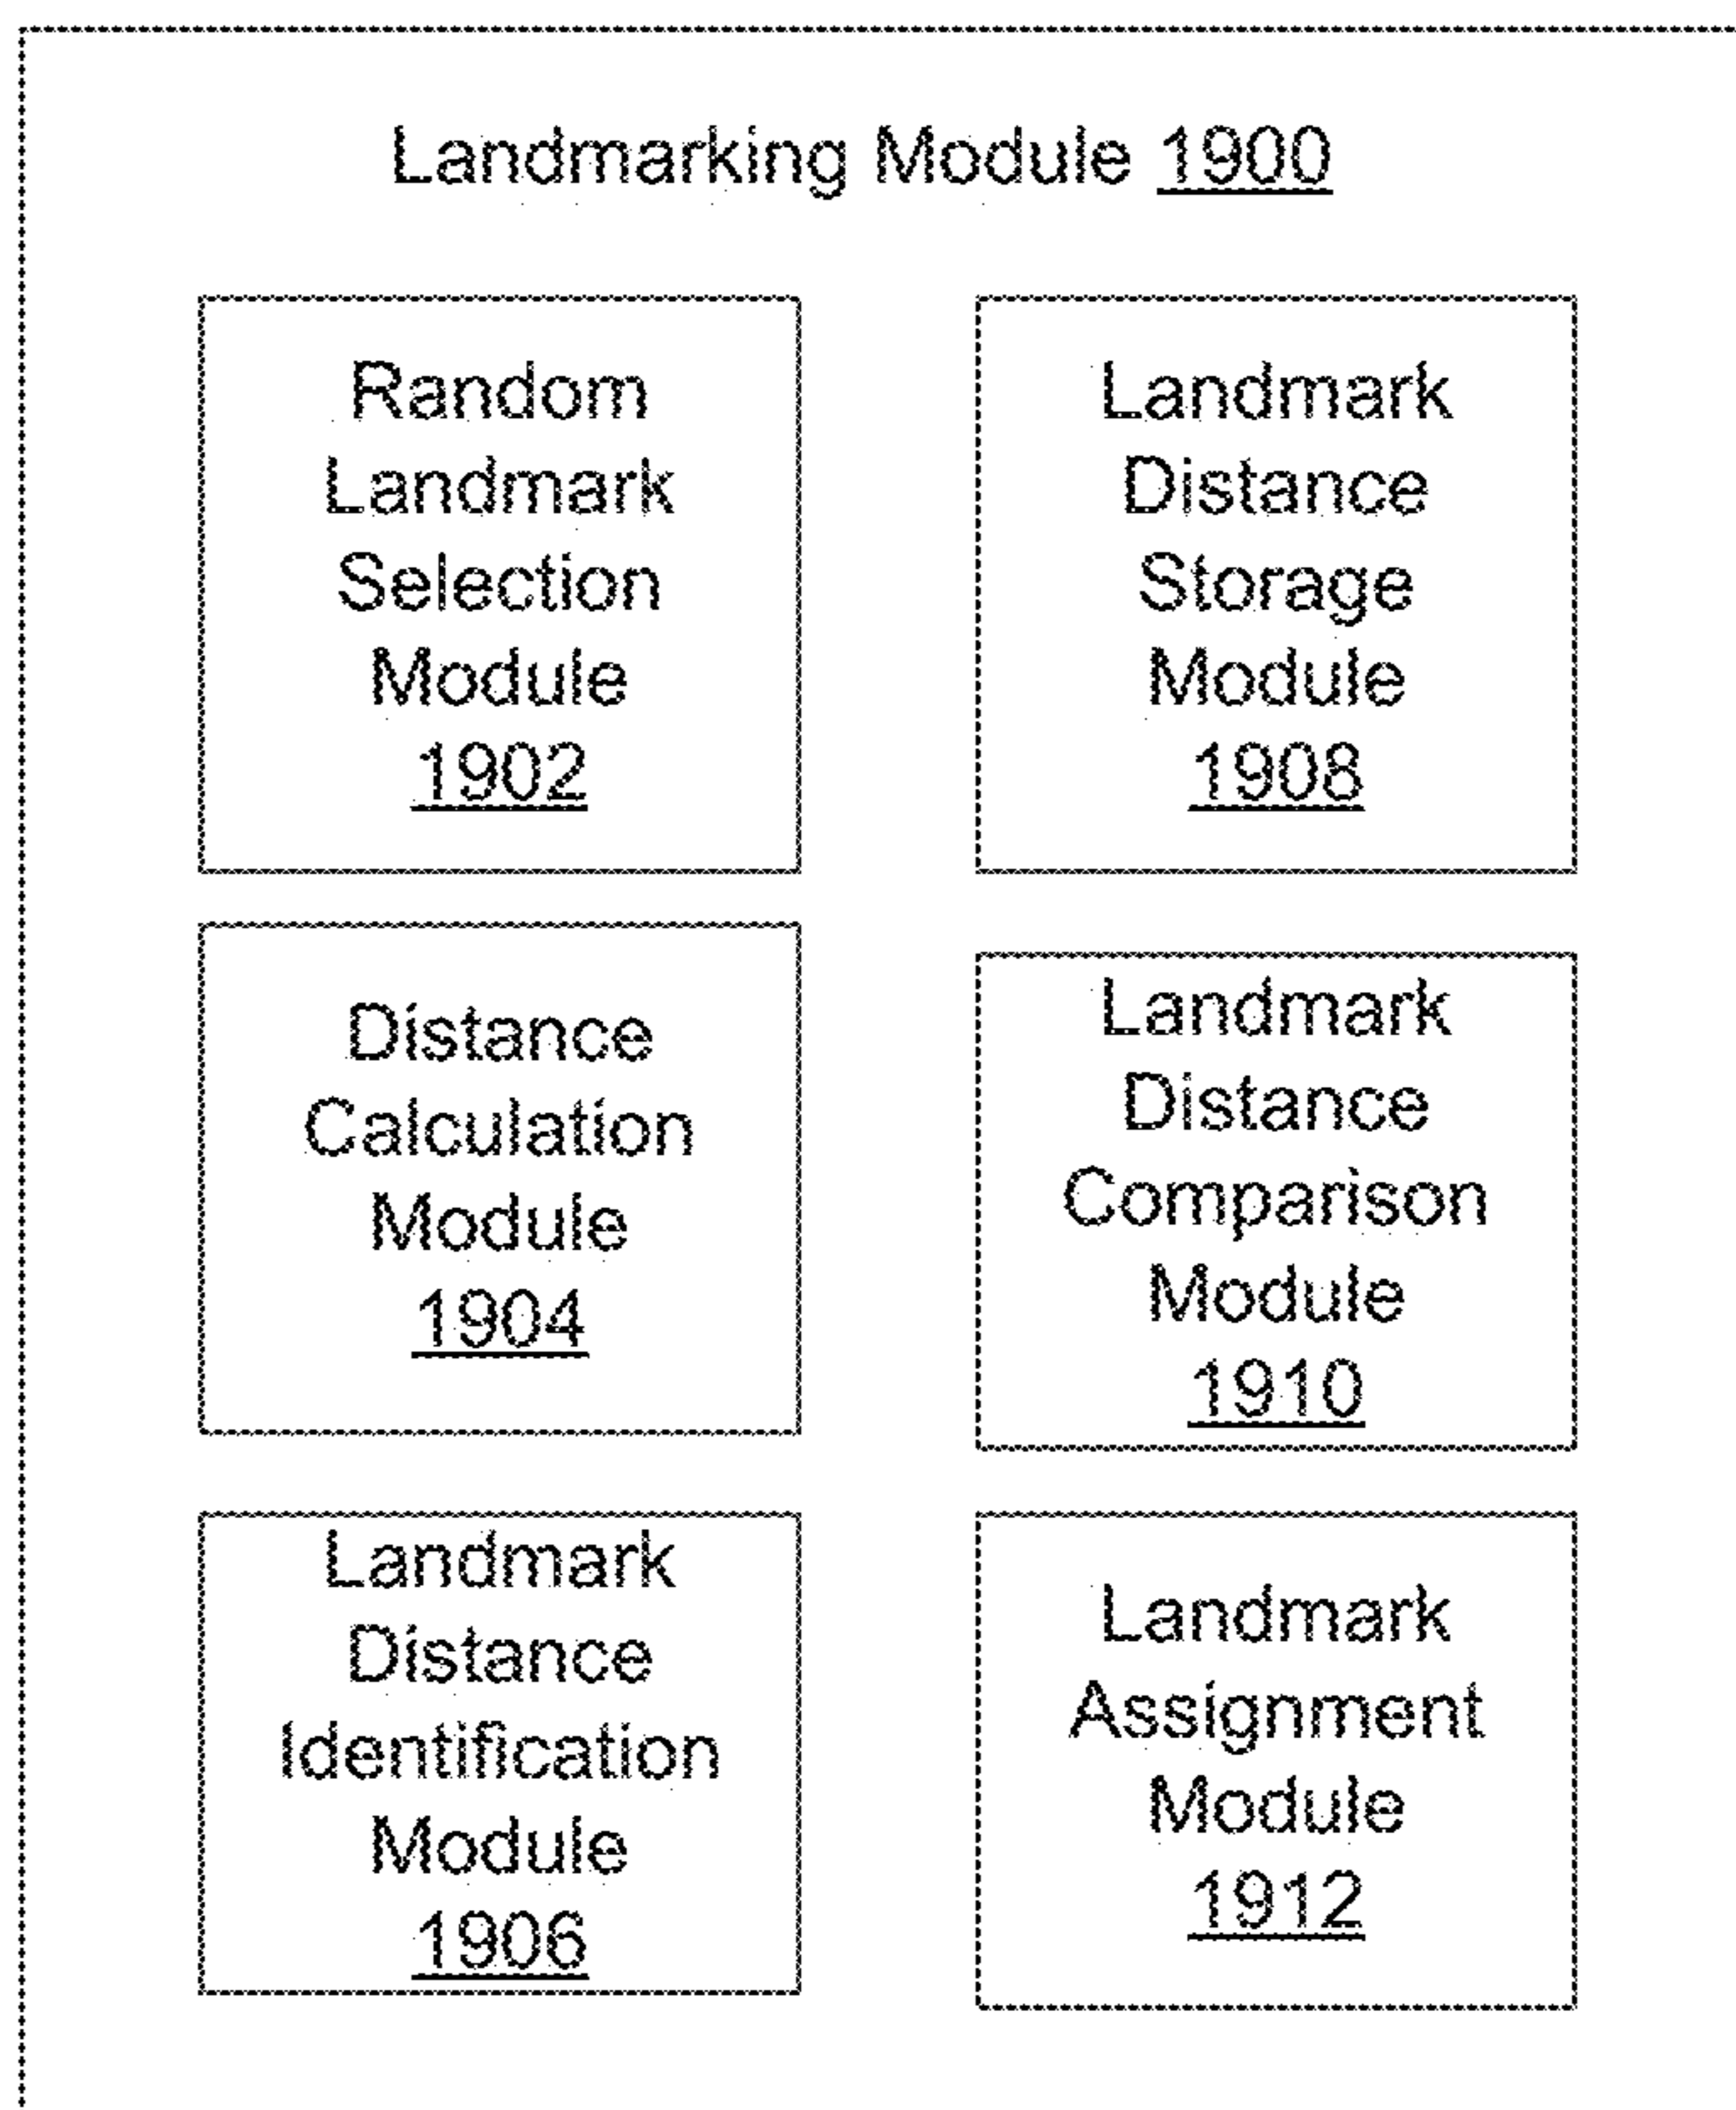 Landmarking Module 1900
Random
Landmark
Selection
Module
1902
Distance
Calculation
Module
1904
Landmark
Distance
Identification
Module
1906
Landmark
Distance
Storage
Module
1908
Landmark
Distance
Comparison
Module
1910
Landmark
Assignment
Module
1912